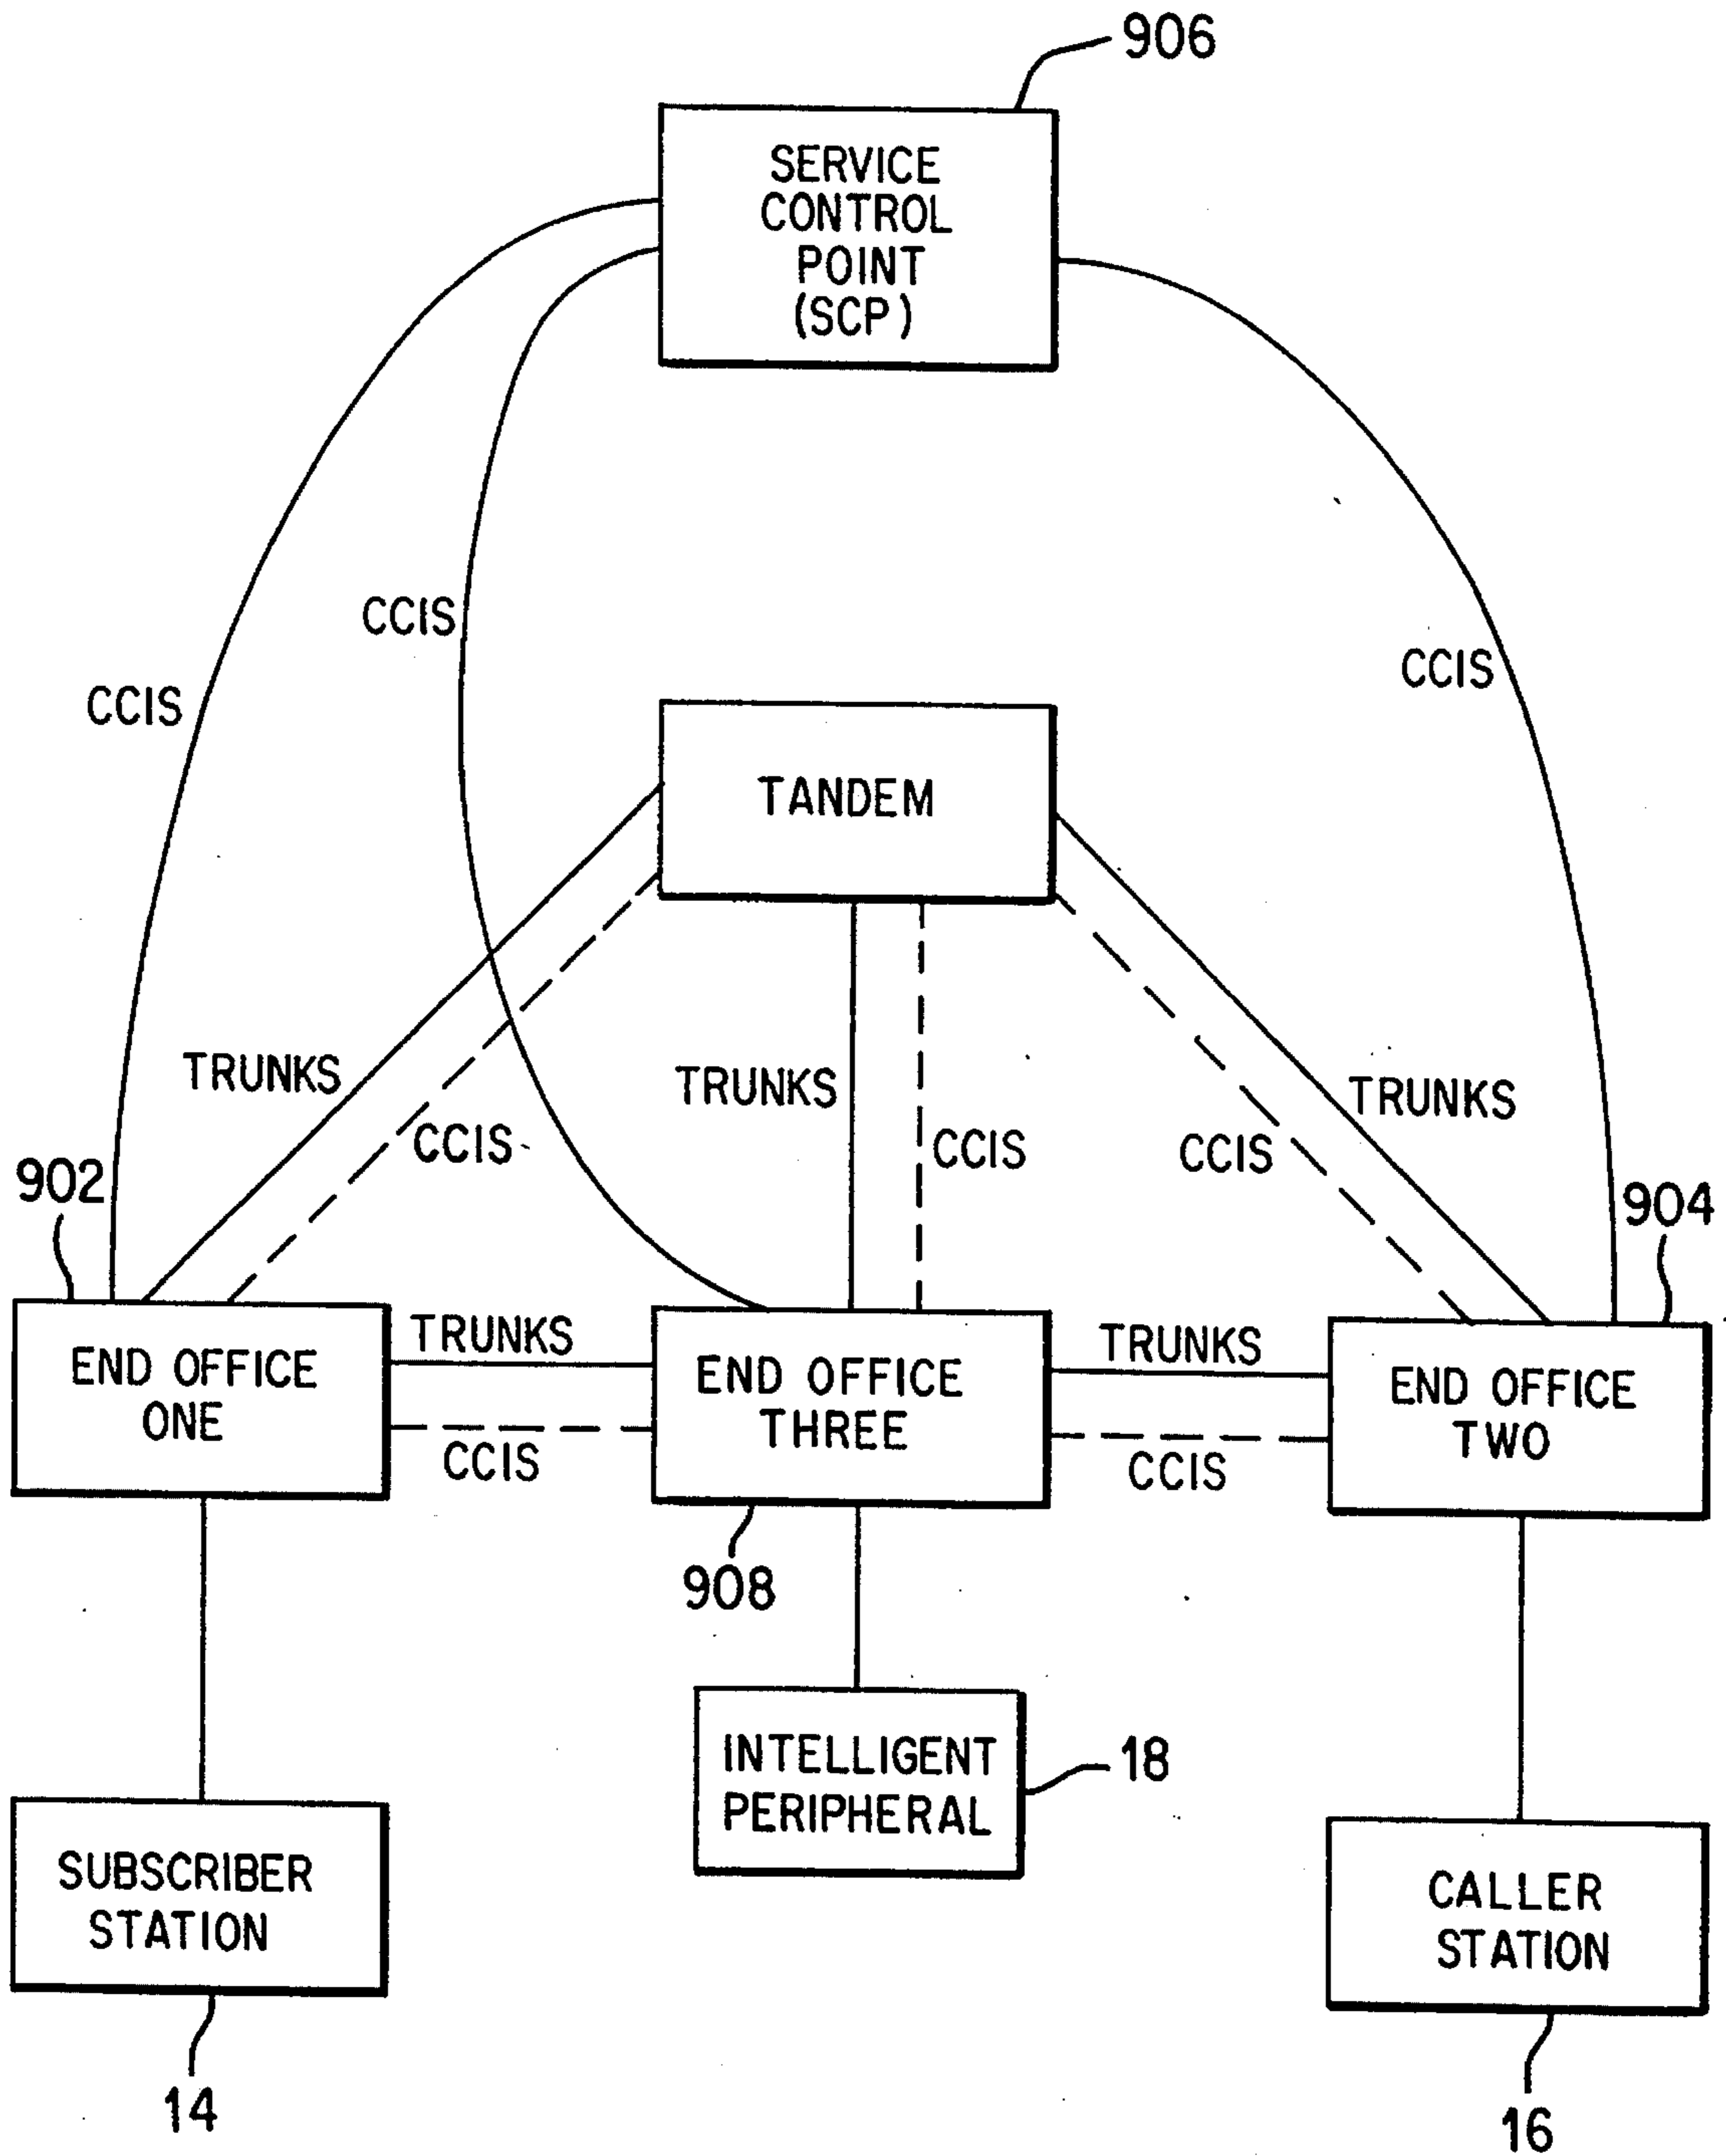 906
SERVICE
CONTROL
POINT
(SCP)
CCIS
CCIS
CCIS
TANDEM
TRUNKS
TRUNKS
TRUNKS
CCIS
CCIS
CCIS
902
904
END OFFICE
ONE
TRUNKS
CCIS
END OFFICE
THREE
TRUNKS
CCIS
END OFFICE
TWO
908
INTELLIGENT
PERIPHERAL
18
SUBSCRIBER
STATION
CALLER
STATION
14
16